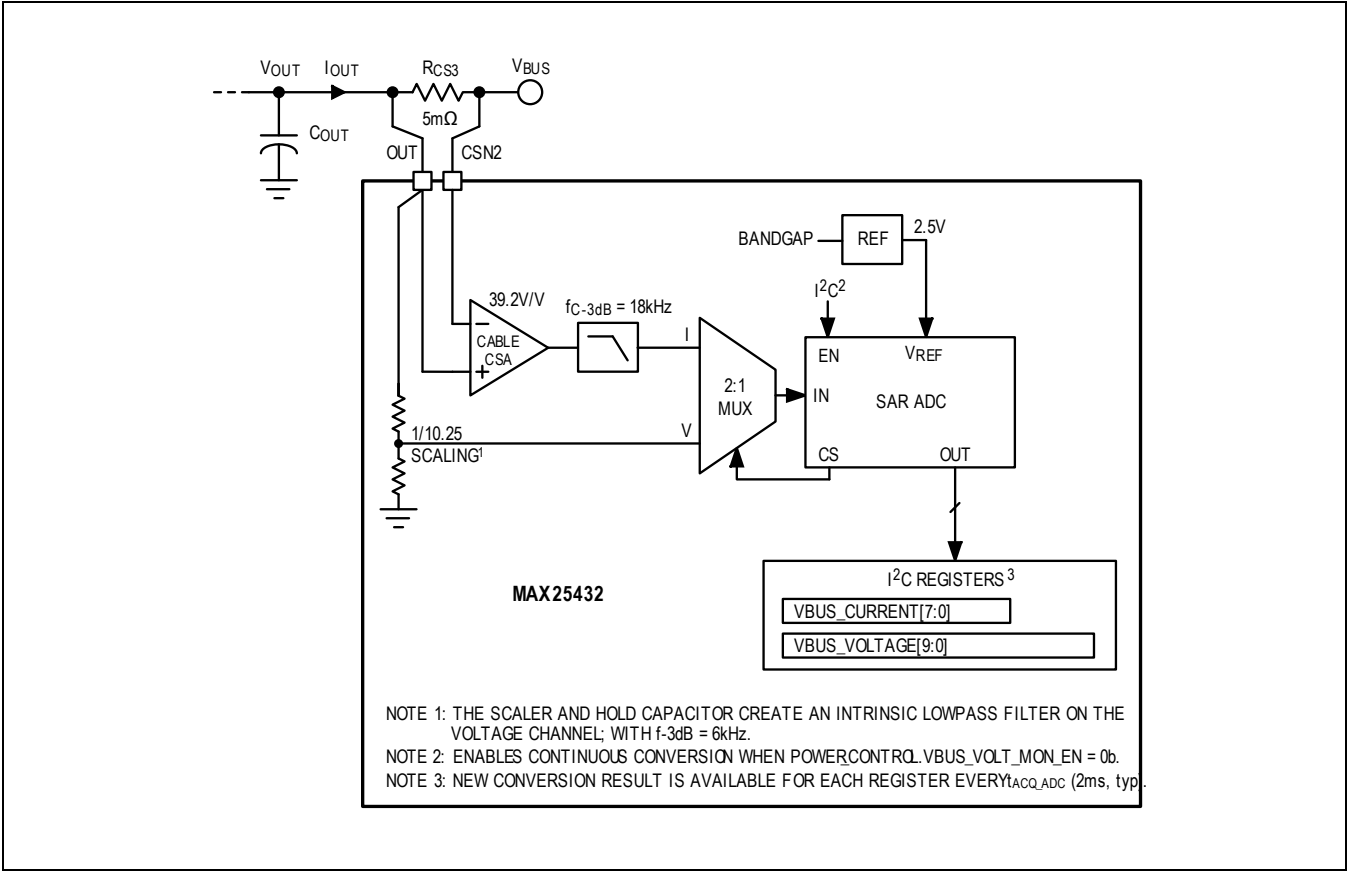 VOUT IOUT RCS3 VBUS
5mΩ
COUT
OUT CSN2
BANDGAP REF 2.5V
I²C²
39.2V/V
fC-3dB = 18kHz
CABLE
CSA
−
+
I
V
2:1
MUX
EN VREF
IN SAR ADC
CS OUT
1/10.25
SCALING¹
I²C REGISTERS ³
VBUS_CURRENT[7:0]
VBUS_VOLTAGE[9:0]
MAX25432
NOTE 1: THE SCALER AND HOLD CAPACITOR CREATE AN INTRINSIC LOWPASS FILTER ON THE
VOLTAGE CHANNEL; WITH f-3dB = 6kHz.
NOTE 2: ENABLES CONTINUOUS CONVERSION WHEN POWER_CONTROL.VBUS_VOLT_MON_EN = 0b.
NOTE 3: NEW CONVERSION RESULT IS AVAILABLE FOR EACH REGISTER EVERY tACQ_ADC (2ms, typ).